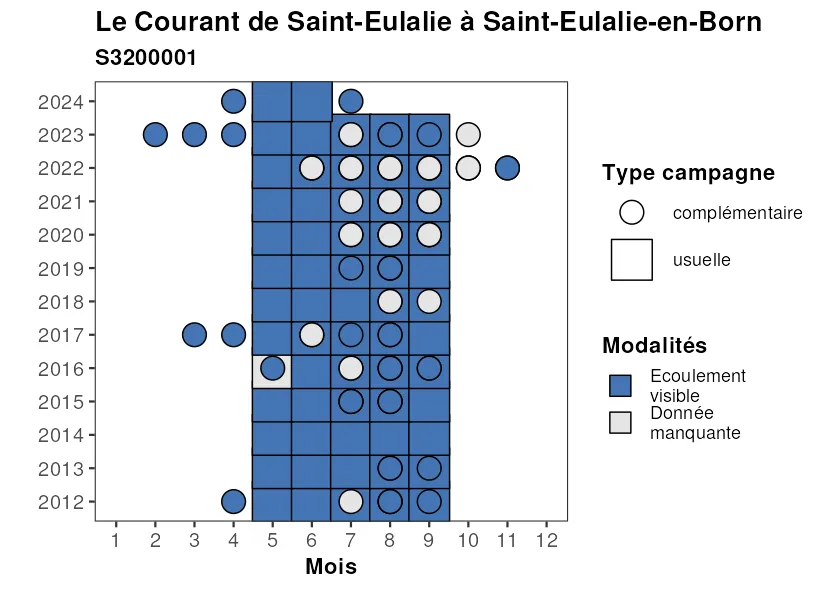 Le Courant de Saint-Eulalie à Saint-Eulalie-en-Born
S3200001
2024
2023
2022
2021
2020
2019
2018
2017
2016
2015
2014
2013
2012
1 2 3 4 5 6 7 8 9 10 11 12
Mois
Type campagne
complémentaire
usuelle
Modalités
Ecoulement
visible
Donnée
manquante